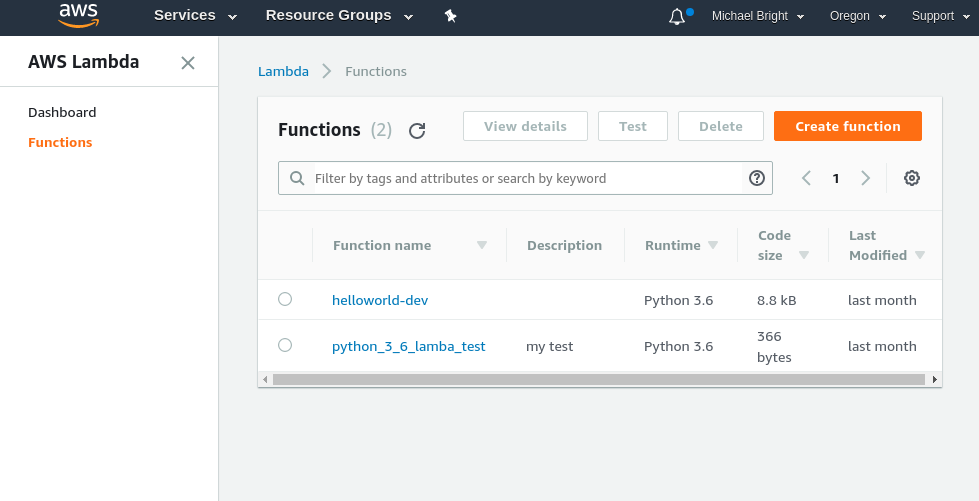 aws Services Resource Groups Michael Bright Oregon Support
AWS Lambda
Dashboard
Functions
Lambda Functions
Functions (2) View details Test Delete Create function
Filter by tags and attributes or search by keyword ? 1
Function name Description Runtime Code size Last Modified
helloworld-dev Python 3.6 8.8 kB last month
python_3_6_lamba_test my test Python 3.6 366 bytes last month